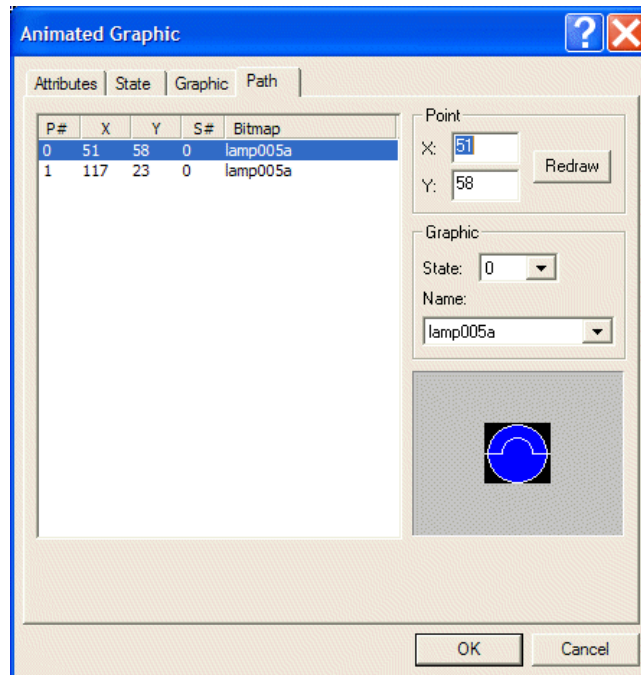 Animated Graphic
Attributes State Graphic Path
P# X Y S# Bitmap
0 51 58 0 lamp005a
1 117 23 0 lamp005a
Point
X: 51
Y: 58
Redraw
Graphic
State: 0
Name:
lamp005a
OK Cancel